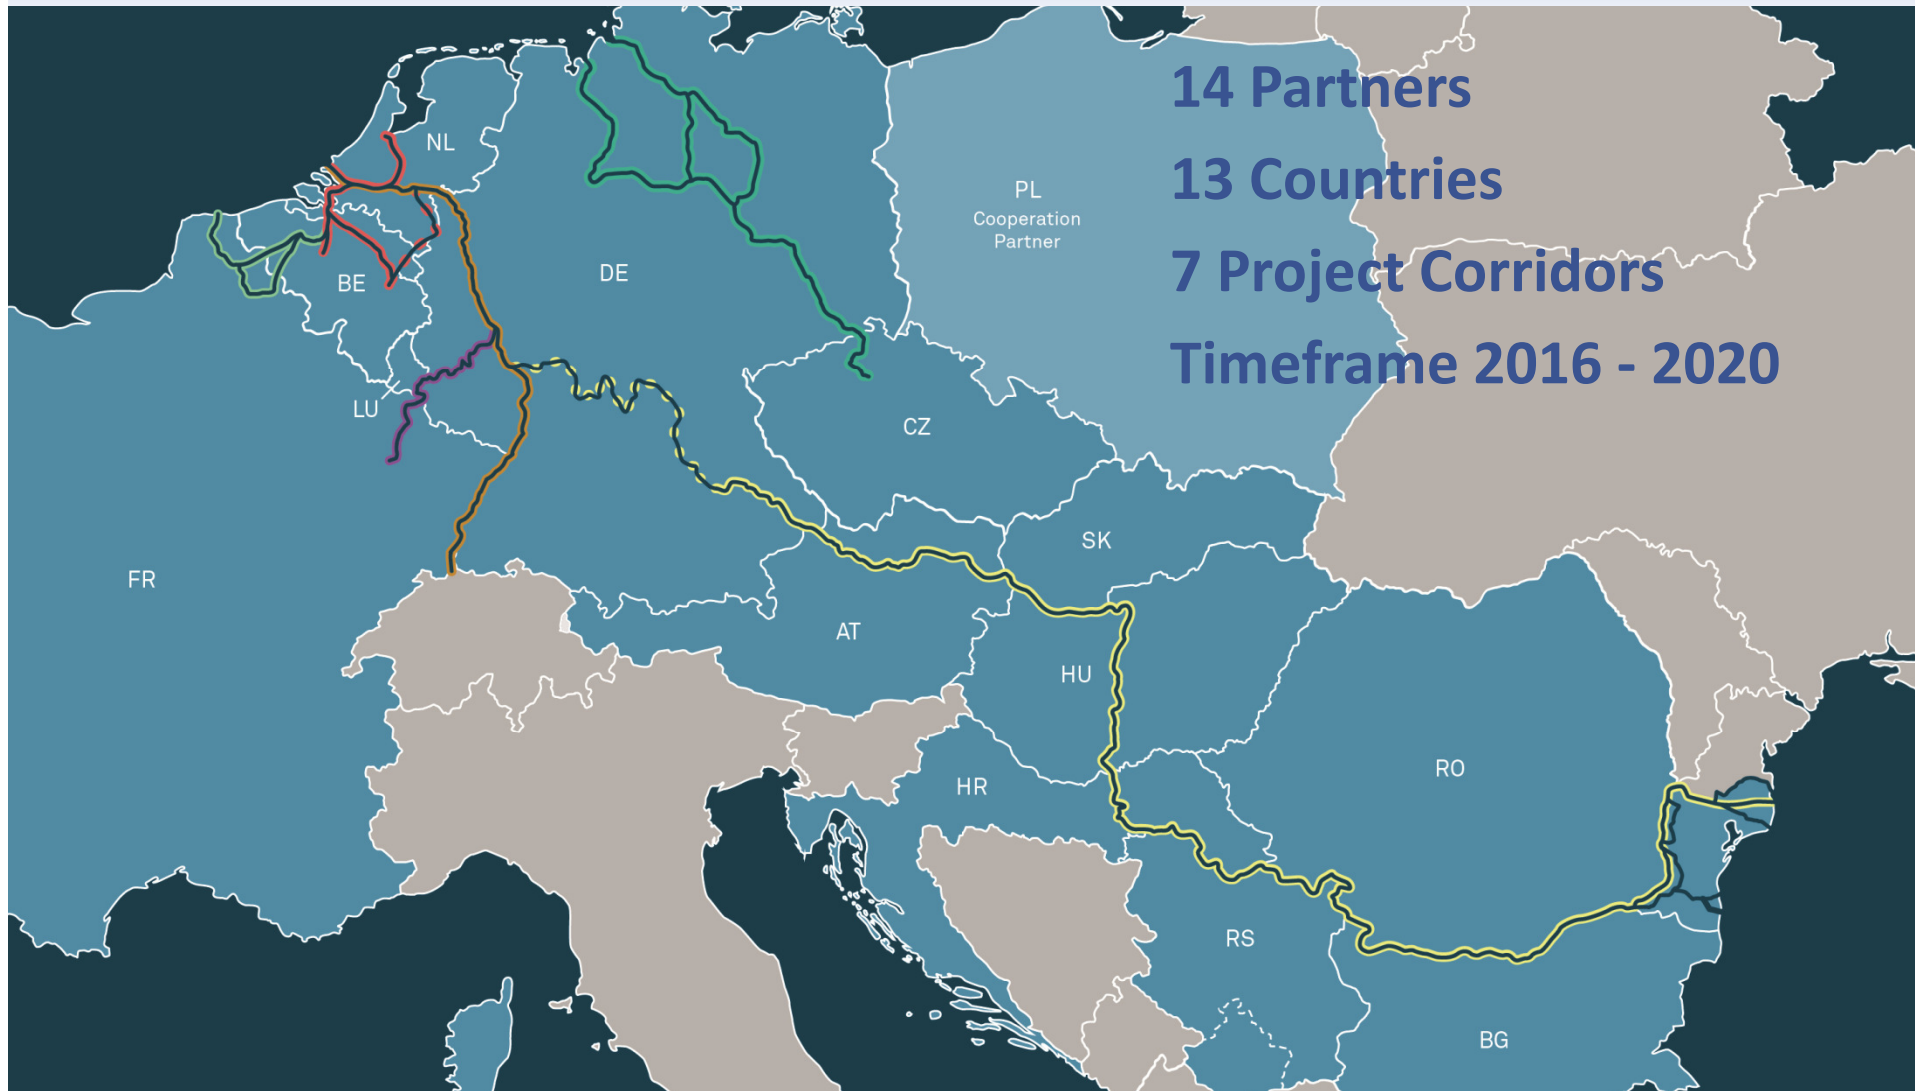 14 Partners
13 Countries
7 Project Corridors
Timeframe 2016 - 2020
NL
PL
Cooperation
Partner
DE
BE
LU
CZ
SK
FR
AT
HU
HR
RO
RS
BG